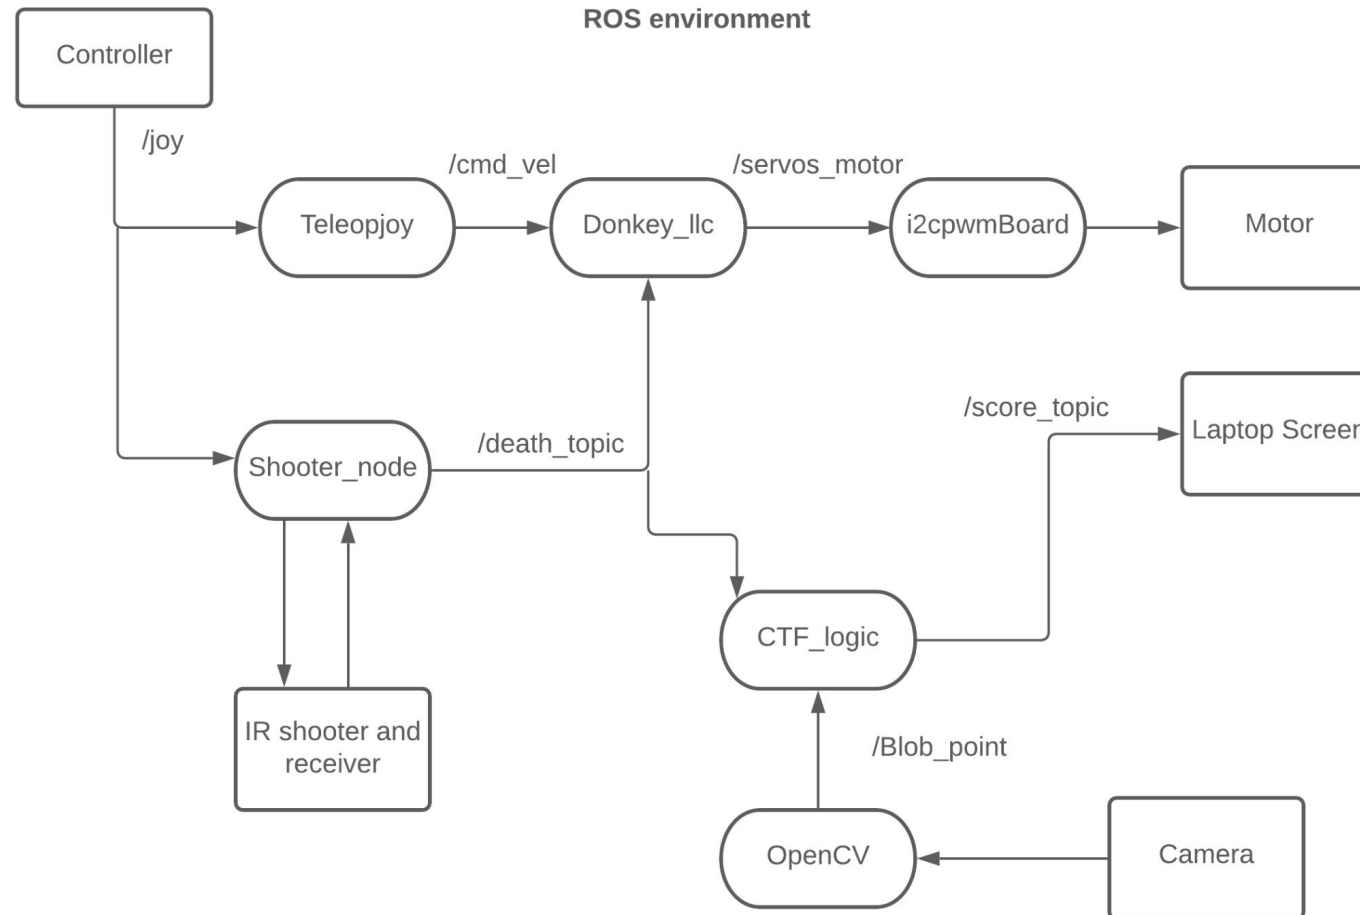 ROS environment
Controller
/joy
/cmd_vel
/servos_motor
Teleopjoy
Donkey_llc
i2cpwmBoard
Motor
/score_topic
Laptop Screen
/death_topic
Shooter_node
CTF_logic
IR shooter and
receiver
/Blob_point
OpenCV
Camera